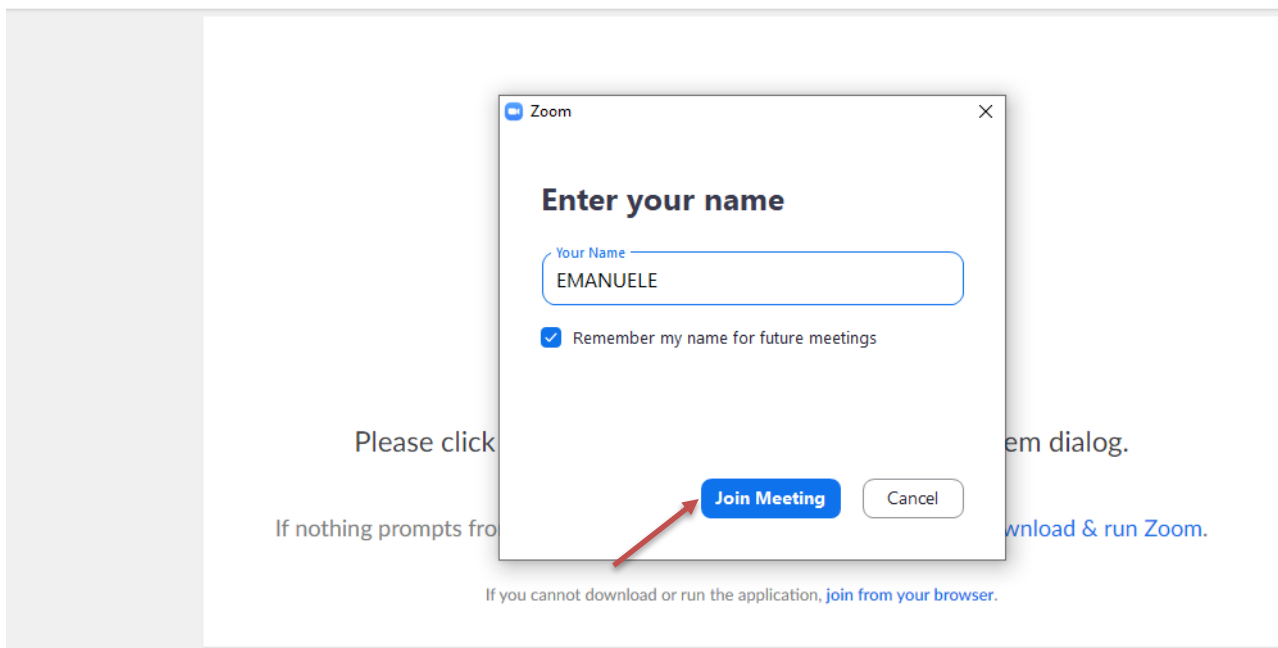 Zoom
Enter your name
Your Name
EMANUELE
Remember my name for future meetings
Please click em dialog.
Join Meeting Cancel
If nothing prompts fro wnload & run Zoom.
If you cannot download or run the application, join from your browser.